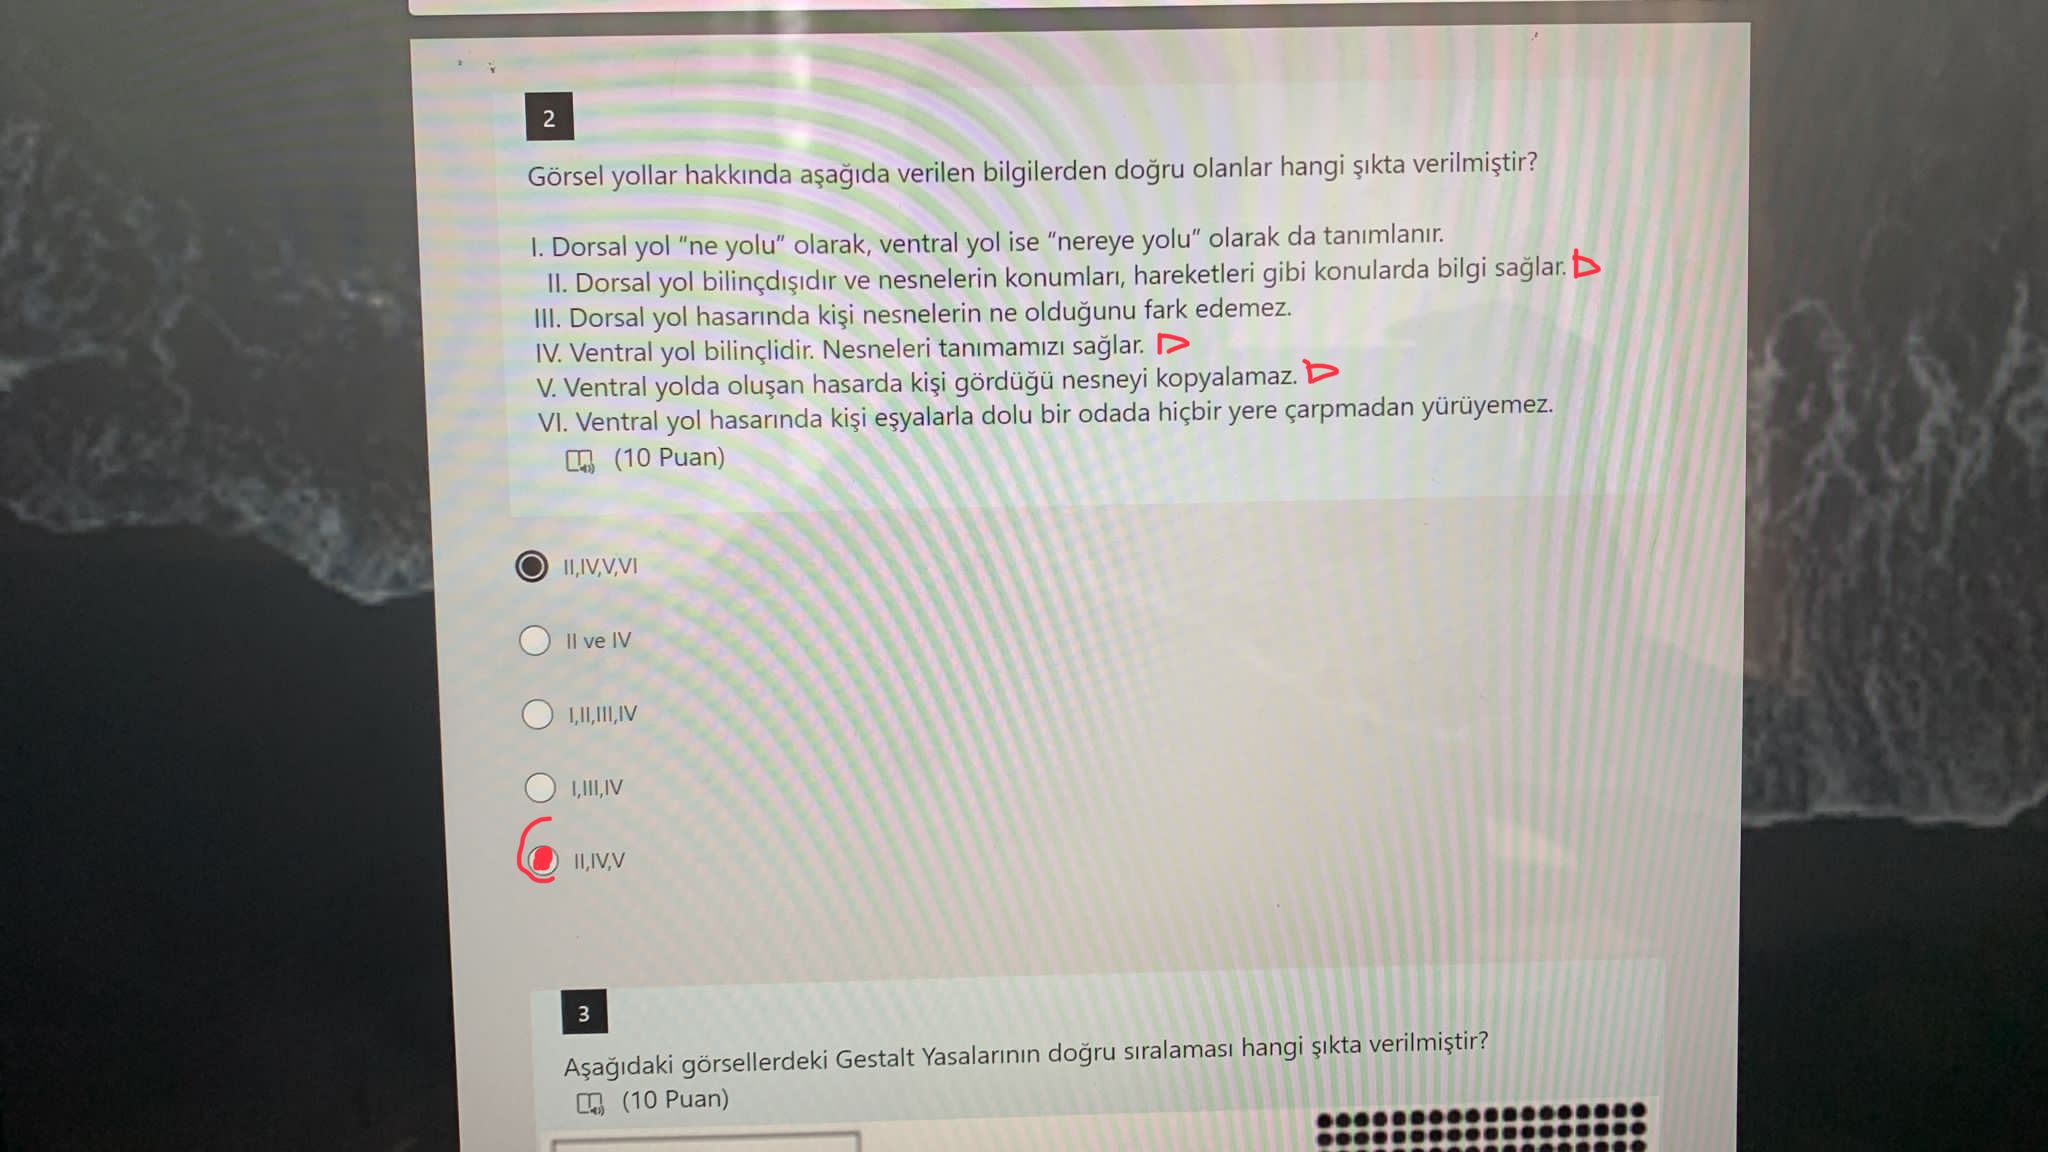 2
Görsel yollar hakkında aşağıda verilen bilgilerden doğru olanlar hangi şıkta verilmiştir?
I. Dorsal yol "ne yolu" olarak, ventral yol ise "nereye yolu" olarak da tanımlanır.
II. Dorsal yol bilinçdışıdır ve nesnelerin konumları, hareketleri gibi konularda bilgi sağlar. D
III. Dorsal yol hasarında kişi nesnelerin ne olduğunu fark edemez.
IV. Ventral yol bilinçlidir. Nesneleri tanımamızı sağlar. D
V. Ventral yolda oluşan hasarda kişi gördüğü nesneyi kopyalamaz. D
VI. Ventral yol hasarında kişi eşyalarla dolu bir odada hiçbir yere çarpmadan yürüyemez.
(10 Puan)
II,IV,V,VI
II ve IV
I,II,III,IV
I,III,IV
II,IV,V
3
Aşağıdaki görsellerdeki Gestalt Yasalarının doğru sıralaması hangi şıkta verilmiştir?
(10 Puan)